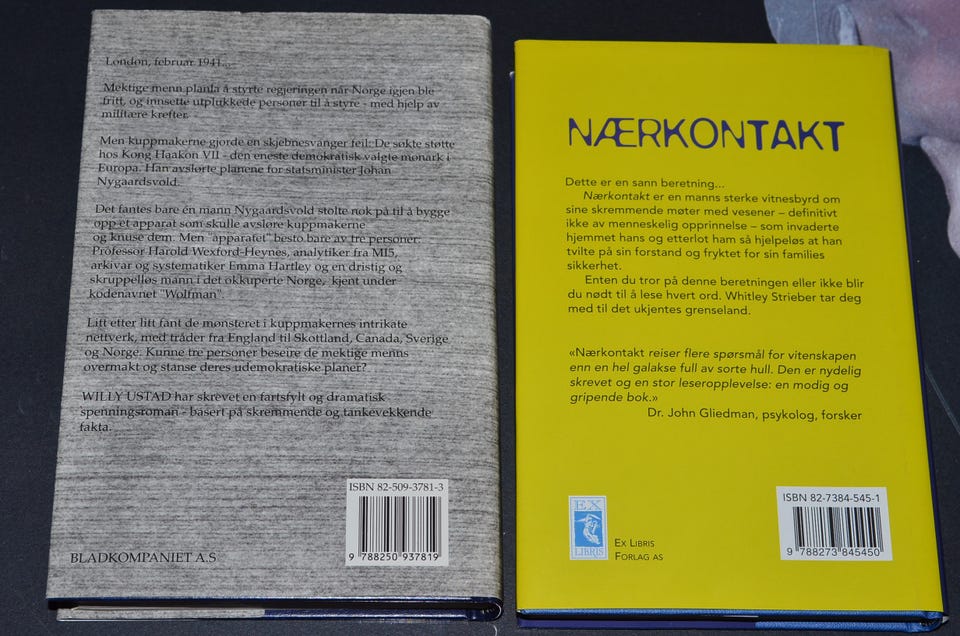 London, februar 1941....
Mektige menn planla å styrte regjeringen når Norge igjen ble
fritt, og innsette utplukkede personer til å styre - med hjelp av
militære krefter.
Men kuppmakerne gjorde en skjebnesvanger feil: De søkte støtte
hos Kong Haakon VII - den eneste demokratisk valgte monark i
Europa. Han avslørte planene for statsminister Johan
Nygaardsvold.
Det fantes bare én mann Nygaardsvold stolte nok på til å bygge
opp et apparat som skulle avsløre kuppmakerne
og knuse dem. Men "apparatet" besto bare av tre personer:
Professor Harold Wexford-Heynes, analytiker fra MI5,
arkivar og systematiker Emma Hartley og en dristig og
skruppelløs mann i det okkuperte Norge, kjent under
kodenavnet "Wolfman".
Litt etter litt fant de mønsteret i kuppmakernes intrikate
nettverk, med tråder fra England til Skottland, Canada, Sverige
og Norge. Kunne tre personer beseire de mektige menns
overmakt og stanse deres udemokratiske planer?
WILLY USTAD har skrevet en fartsfylt og dramatisk
spenningsroman - basert på skremmende og tankevekkende
fakta.
ISBN 82-509-3781-3
9 788250 937819
BLADKOMPANIET A.S
NÆRKONTAKT
Dette er en sann beretning...
Nærkontakt er en manns sterke vitnesbyrd om
sine skremmende møter med vesener – definitivt
ikke av menneskelig opprinnelse – som invaderte
hjemmet hans og etterlot ham så hjelpeløs at han
tvilte på sin forstand og fryktet for sin families
sikkerhet.
Enten du tror på denne beretningen eller ikke blir
du nødt til å lese hvert ord. Whitley Strieber tar deg
med til det ukjentes grenseland.
«Nærkontakt reiser flere spørsmål for vitenskapen
enn en hel galakse full av sorte hull. Den er nydelig
skrevet og en stor leseropplevelse: en modig og
gripende bok.»
Dr. John Gliedman, psykolog, forsker
EX
LIBRIS
EX LIBRIS
FORLAG AS
ISBN 82-7384-545-1
9 788273 845450